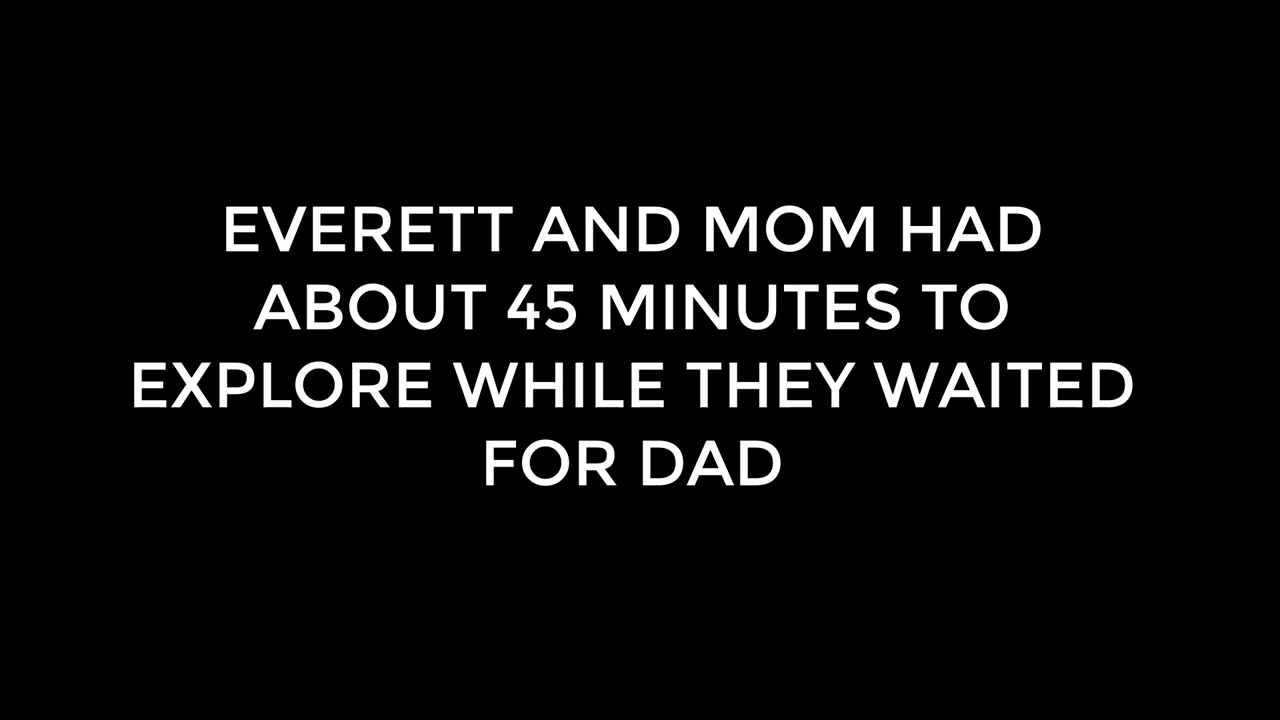 EVERETT AND MOM HAD
ABOUT 45 MINUTES TO
EXPLORE WHILE THEY WAITED
FOR DAD